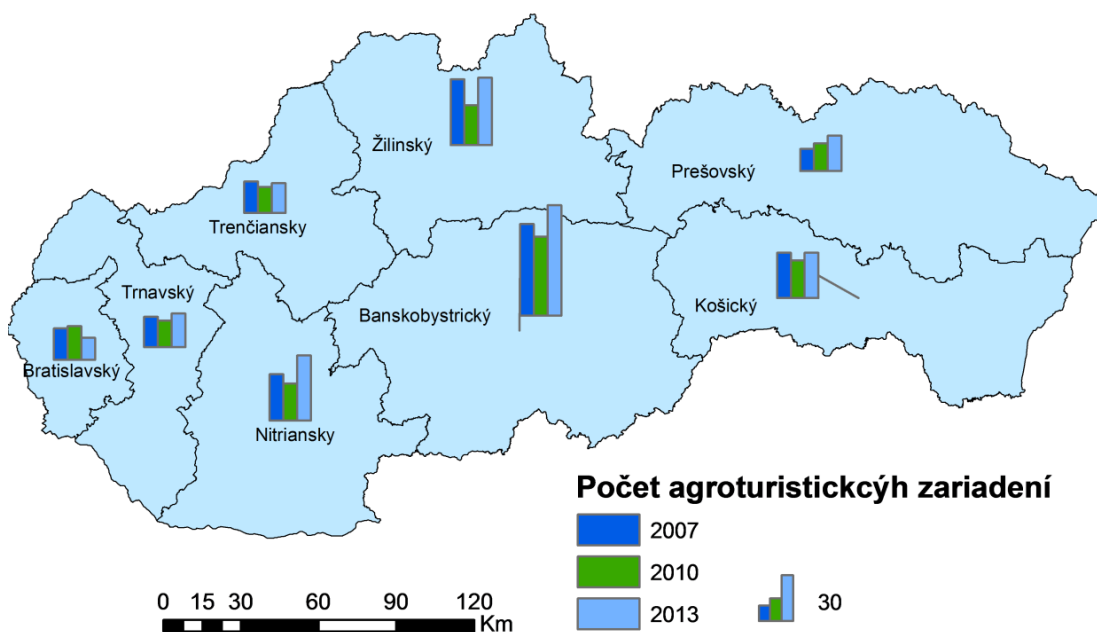 Žilinský
Prešovský
Trenčiansky
Trnavský
Banskobystrický
Košický
Bratislavský
Nitriansky
Počet agroturistickcýh zariadení
2007
2010
2013
30
0 15 30 60 90 120
Km